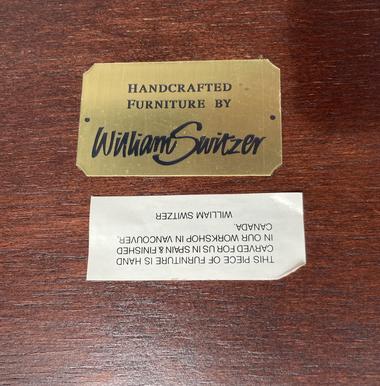 HANDCRAFTED
FURNITURE BY
William Switzer
THIS PIECE OF FURNITURE IS HAND
CARVED FOR US IN SPAIN & FINISHED
IN OUR WORKSHOP IN VANCOUVER,
CANADA.
WILLIAM SWITZER